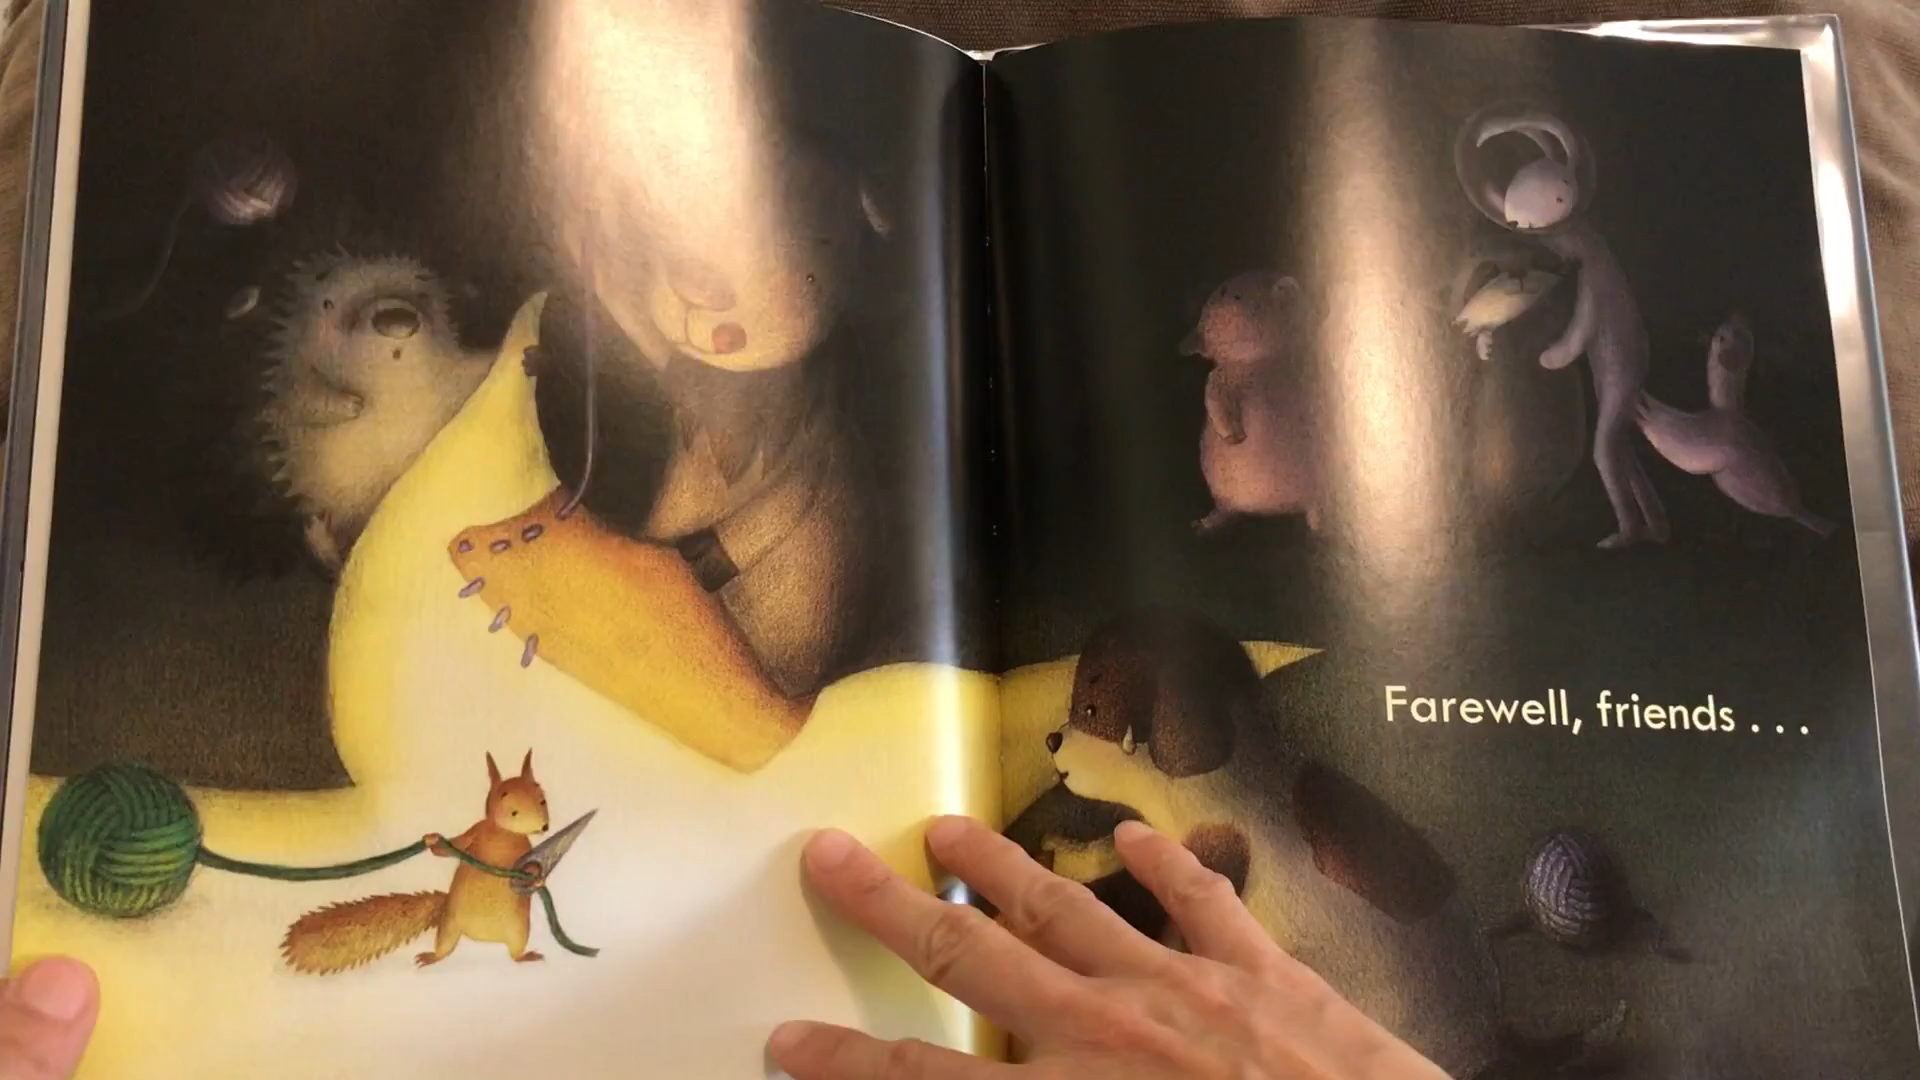 Farewell, friends . . .